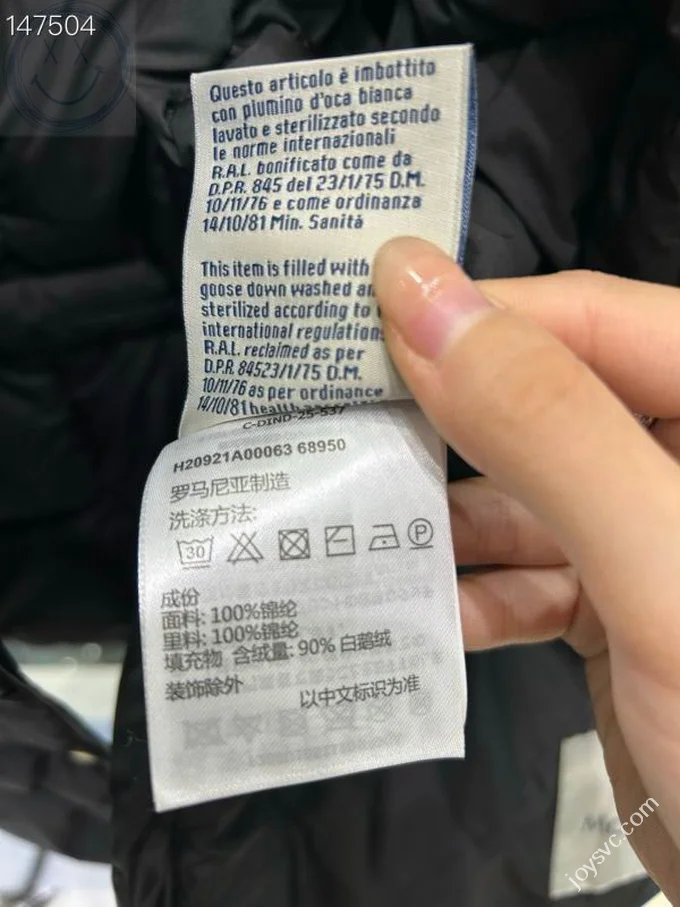 147504
Questo articolo è imbottito
con piumino d'oca bianca
lavato e sterilizzato secondo
le norme internazionali
R.A.L. bonificato come da
D.P.R. 845 del 23/1/75 D.M.
10/11/76 e come ordinanza
14/10/81 Min. Sanità
This item is filled with
goose down washed an
sterilized according to
international regulations
R.A.L. reclaimed as per
D.P.R. 84523/1/75 D.M.
10/11/76 as per ordinance
14/10/81 health
C-DIND-25-537
H20921A00063 68950
罗马尼亚制造
洗涤方法:
30
P
成份
面料: 100%锦纶
里料: 100%锦纶
填充物 含绒量: 90% 白鹅绒
装饰除外
以中文标识为准
joysvc.com